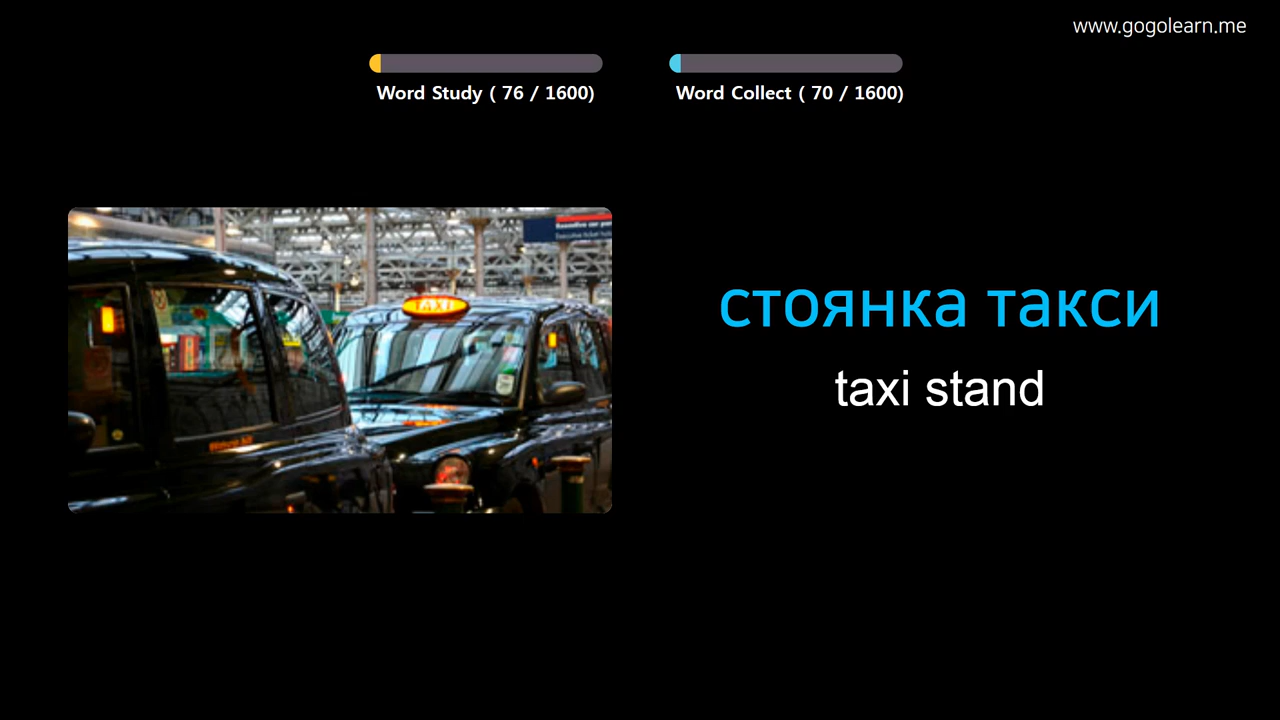 www.gogolearn.me
Word Study ( 76 / 1600)
Word Collect ( 70 / 1600)
TAXI
стоянка такси
taxi stand